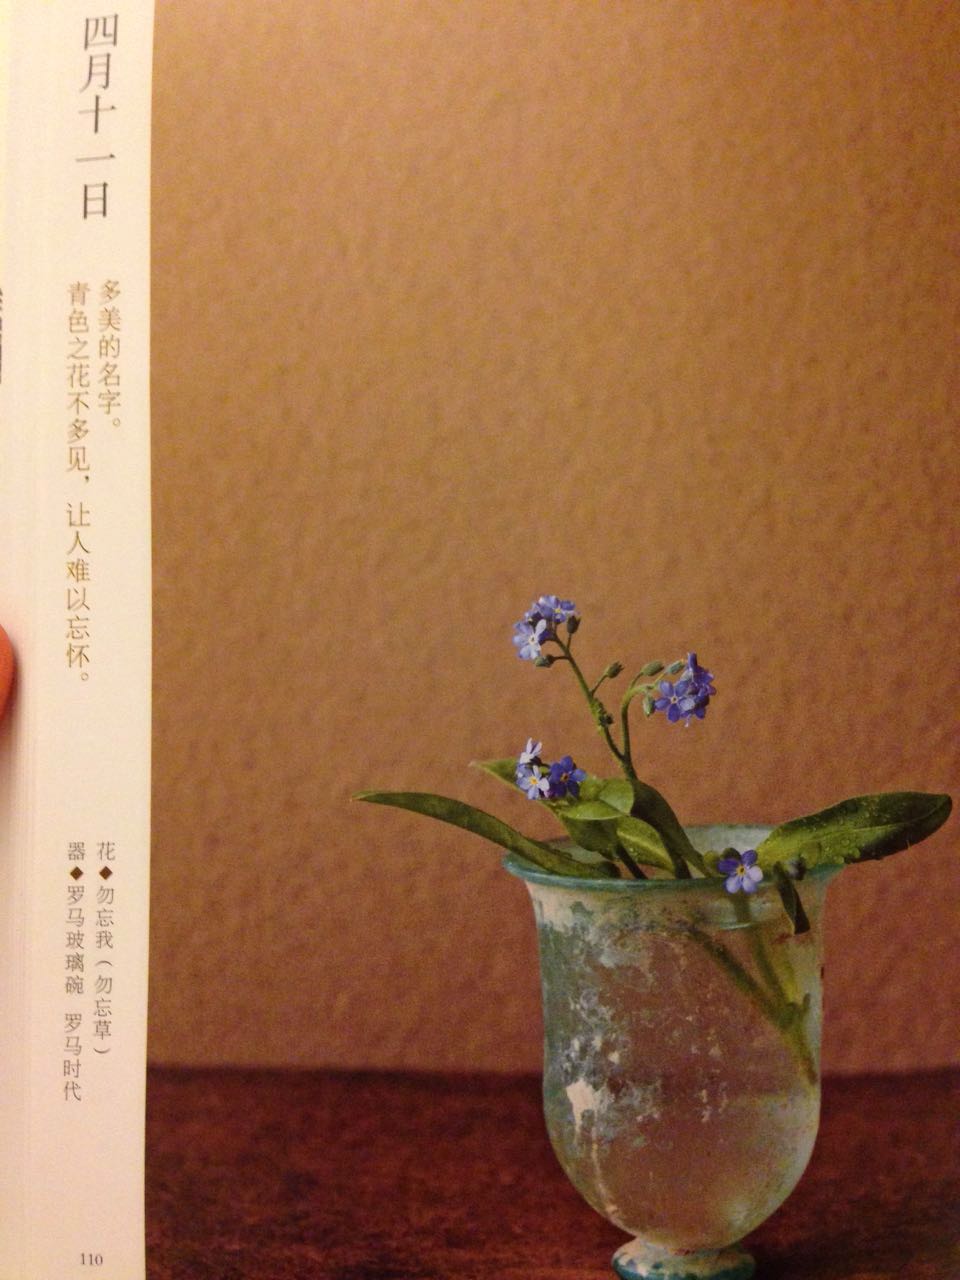 四月十一日
多美的名字。
青色之花不多见，让人难以忘怀。
花◆勿忘我（勿忘草）
器◆罗马玻璃碗 罗马时代
110